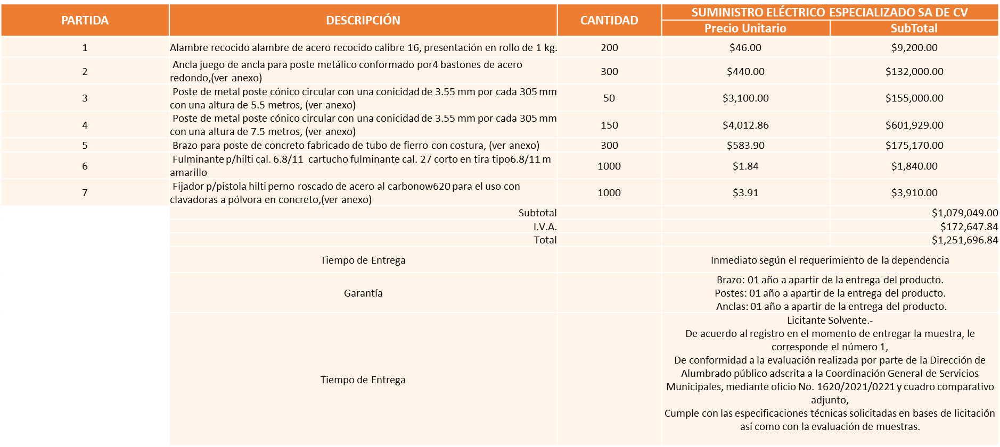 PARTIDA
DESCRIPCIÓN
CANTIDAD
SUMINISTRO ELÉCTRICO ESPECIALIZADO SA DE CV
Precio Unitario
SubTotal
1
Alambre recocido alambre de acero recocido calibre 16, presentación en rollo de 1 kg.
200
$46.00
$9,200.00
2
Ancla juego de ancla para poste metálico conformado por4 bastones de acero
redondo,(ver anexo)
300
$440.00
$132,000.00
3
Poste de metal poste cónico circular con una conicidad de 3.55 mm por cada 305 mm
con una altura de 5.5 metros, (ver anexo)
50
$3,100.00
$155,000.00
4
Poste de metal poste cónico circular con una conicidad de 3.55 mm por cada 305 mm
con una altura de 7.5 metros, (ver anexo)
150
$4,012.86
$601,929.00
5
Brazo para poste de concreto fabricado de tubo de fierro con costura, (ver anexo)
300
$583.90
$175,170.00
6
Fulminante p/hilti cal. 6.8/11 cartucho fulminante cal. 27 corto en tira tipo6.8/11 m
amarillo
1000
$1.84
$1,840.00
7
Fijador p/pistola hilti perno roscado de acero al carbonow620 para el uso con
clavadoras a pólvora en concreto,(ver anexo)
1000
$3.91
$3,910.00
Subtotal
$1,079,049.00
I.V.A.
$172,647.84
Total
$1,251,696.84
Tiempo de Entrega
Inmediato según el requerimiento de la dependencia
Garantía
Brazo: 01 año a apartir de la entrega del producto.
Postes: 01 año a apartir de la entrega del producto.
Anclas: 01 año a apartir de la entrega del producto.
Tiempo de Entrega
Licitante Solvente.-
De acuerdo al registro en el momento de entregar la muestra, le
corresponde el número 1,
De conformidad a la evaluación realizada por parte de la Dirección de
Alumbrado público adscrita a la Coordinación General de Servicios
Municipales, mediante oficio No. 1620/2021/0221 y cuadro comparativo
adjunto,
Cumple con las especificaciones técnicas solicitadas en bases de licitación
así como con la evaluación de muestras.